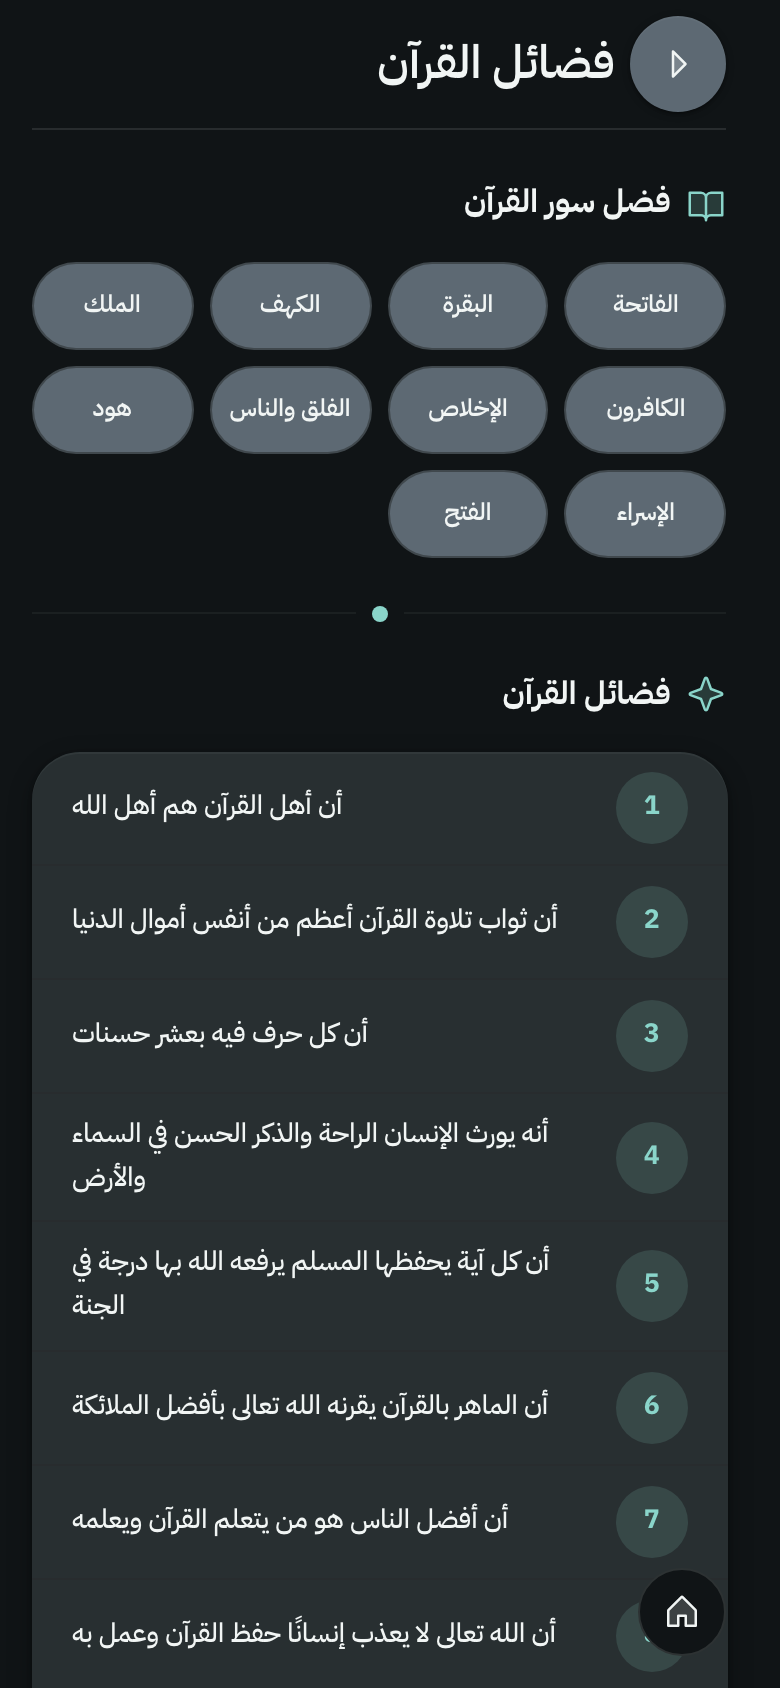 فضائل القرآن
فضل سور القرآن
الفاتحة
البقرة
الكهف
الملك
الكافرون
الإخلاص
الفلق والناس
هود
الإسراء
الفتح
فضائل القرآن
1
أن أهل القرآن هم أهل الله
2
أن ثواب تلاوة القرآن أعظم من أنفس أموال الدنيا
3
أن كل حرف فيه بعشر حسنات
4
أنه يورث الإنسان الراحة والذكر الحسن في السماء
والأرض
5
أن كل آية يحفظها المسلم يرفعه الله بها درجة في
الجنة
6
أن الماهر بالقرآن يقرنه الله تعالى بأفضل الملائكة
7
أن أفضل الناس هو من يتعلم القرآن ويعلمه
أن الله تعالى لا يعذب إنسانًا حفظ القرآن وعمل به